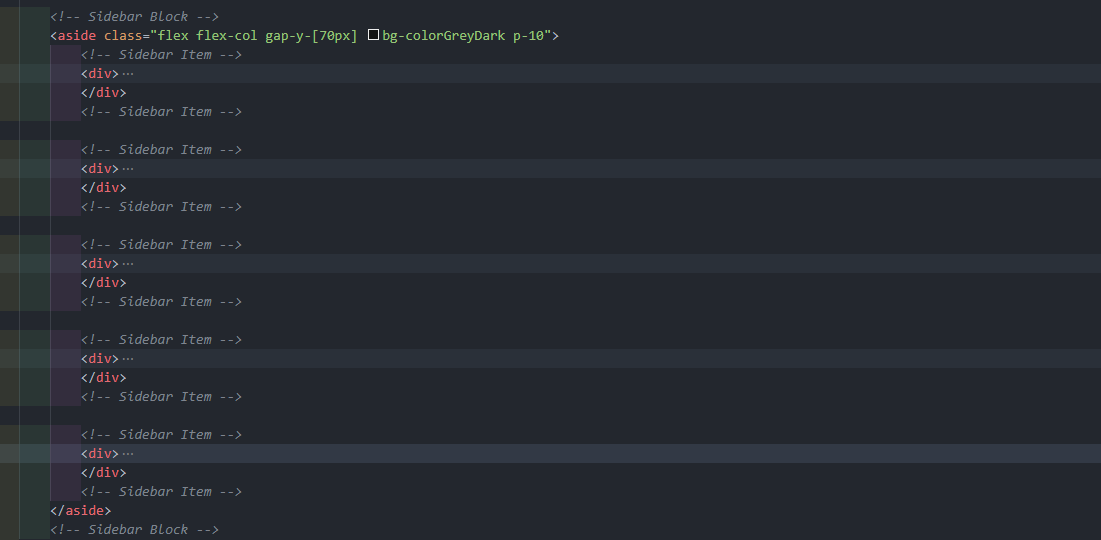 <!-- Sidebar Block -->
<aside class="flex flex-col gap-y-[70px] bg-colorGreyDark p-10">
<!-- Sidebar Item -->
<div>···
</div>
<!-- Sidebar Item -->
<!-- Sidebar Item -->
<div>···
</div>
<!-- Sidebar Item -->
<!-- Sidebar Item -->
<div>···
</div>
<!-- Sidebar Item -->
<!-- Sidebar Item -->
<div>···
</div>
<!-- Sidebar Item -->
<!-- Sidebar Item -->
<div>···
</div>
<!-- Sidebar Item -->
</aside>
<!-- Sidebar Block -->